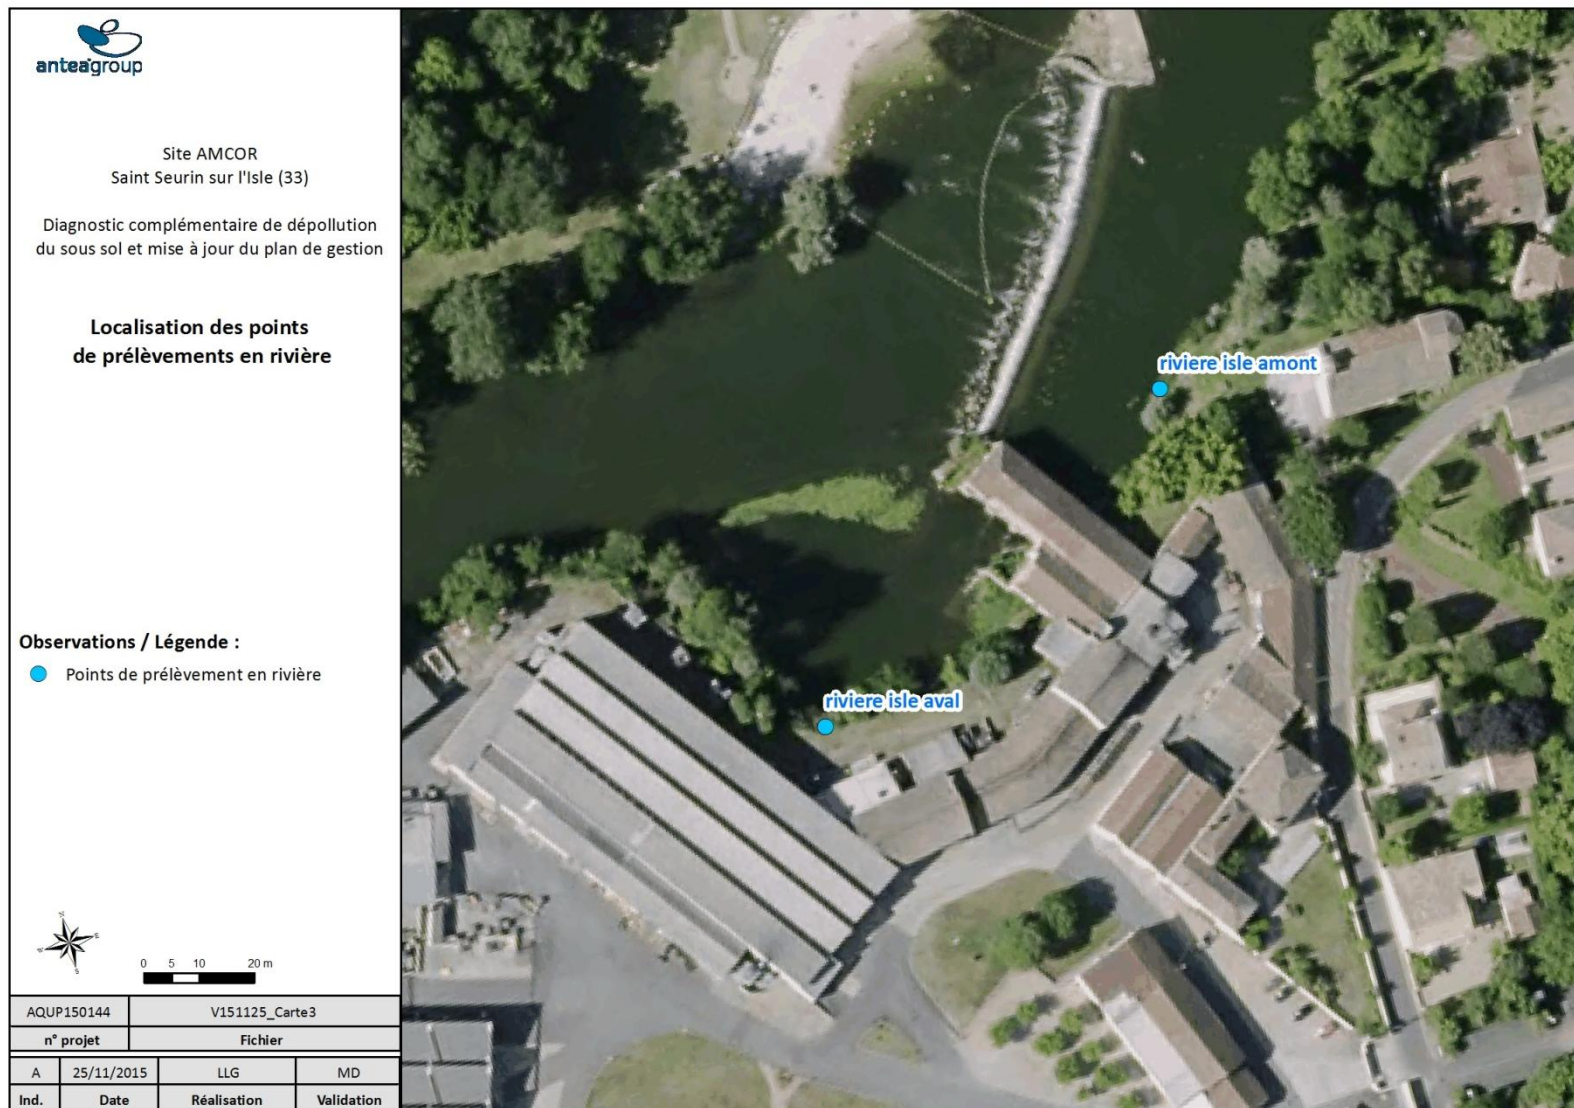 anteagroup
Site AMCOR
Saint Seurin sur l'Isle (33)
Diagnostic complémentaire de dépollution
du sous sol et mise à jour du plan de gestion
Localisation des points
de prélèvements en rivière
Observations / Légende :
Points de prélèvement en rivière
0 5 10 20 m
AQUP150144 V151125_Carte3
n° projet Fichier
A 25/11/2015 LLG MD
Ind. Date Réalisation Validation
riviere isle amont
riviere isle aval